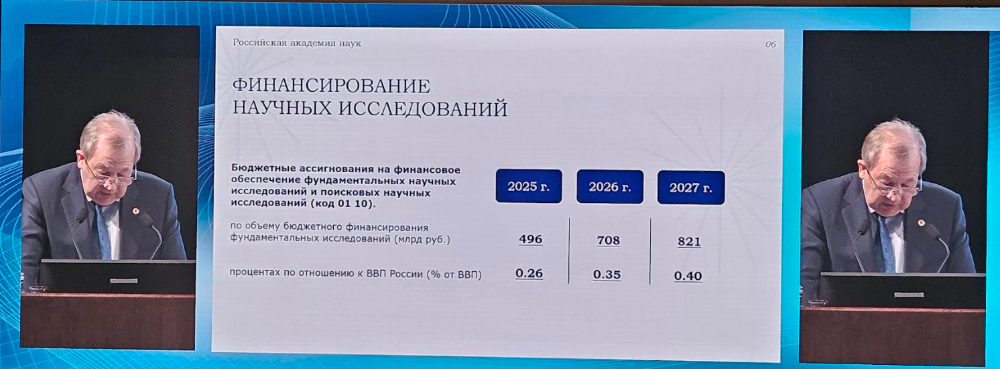 Российская академия наук
06
ФИНАНСИРОВАНИЕ
НАУЧНЫХ ИССЛЕДОВАНИЙ
Бюджетные ассигнования на финансовое
обеспечение фундаментальных научных
исследований и поисковых научных
исследований (код 01 10).
2025 г. 2026 г. 2027 г.
по объему бюджетного финансирования
фундаментальных исследований (млрд руб.)
496 708 821
процентах по отношению к ВВП России (% от ВВП)
0.26 0.35 0.40